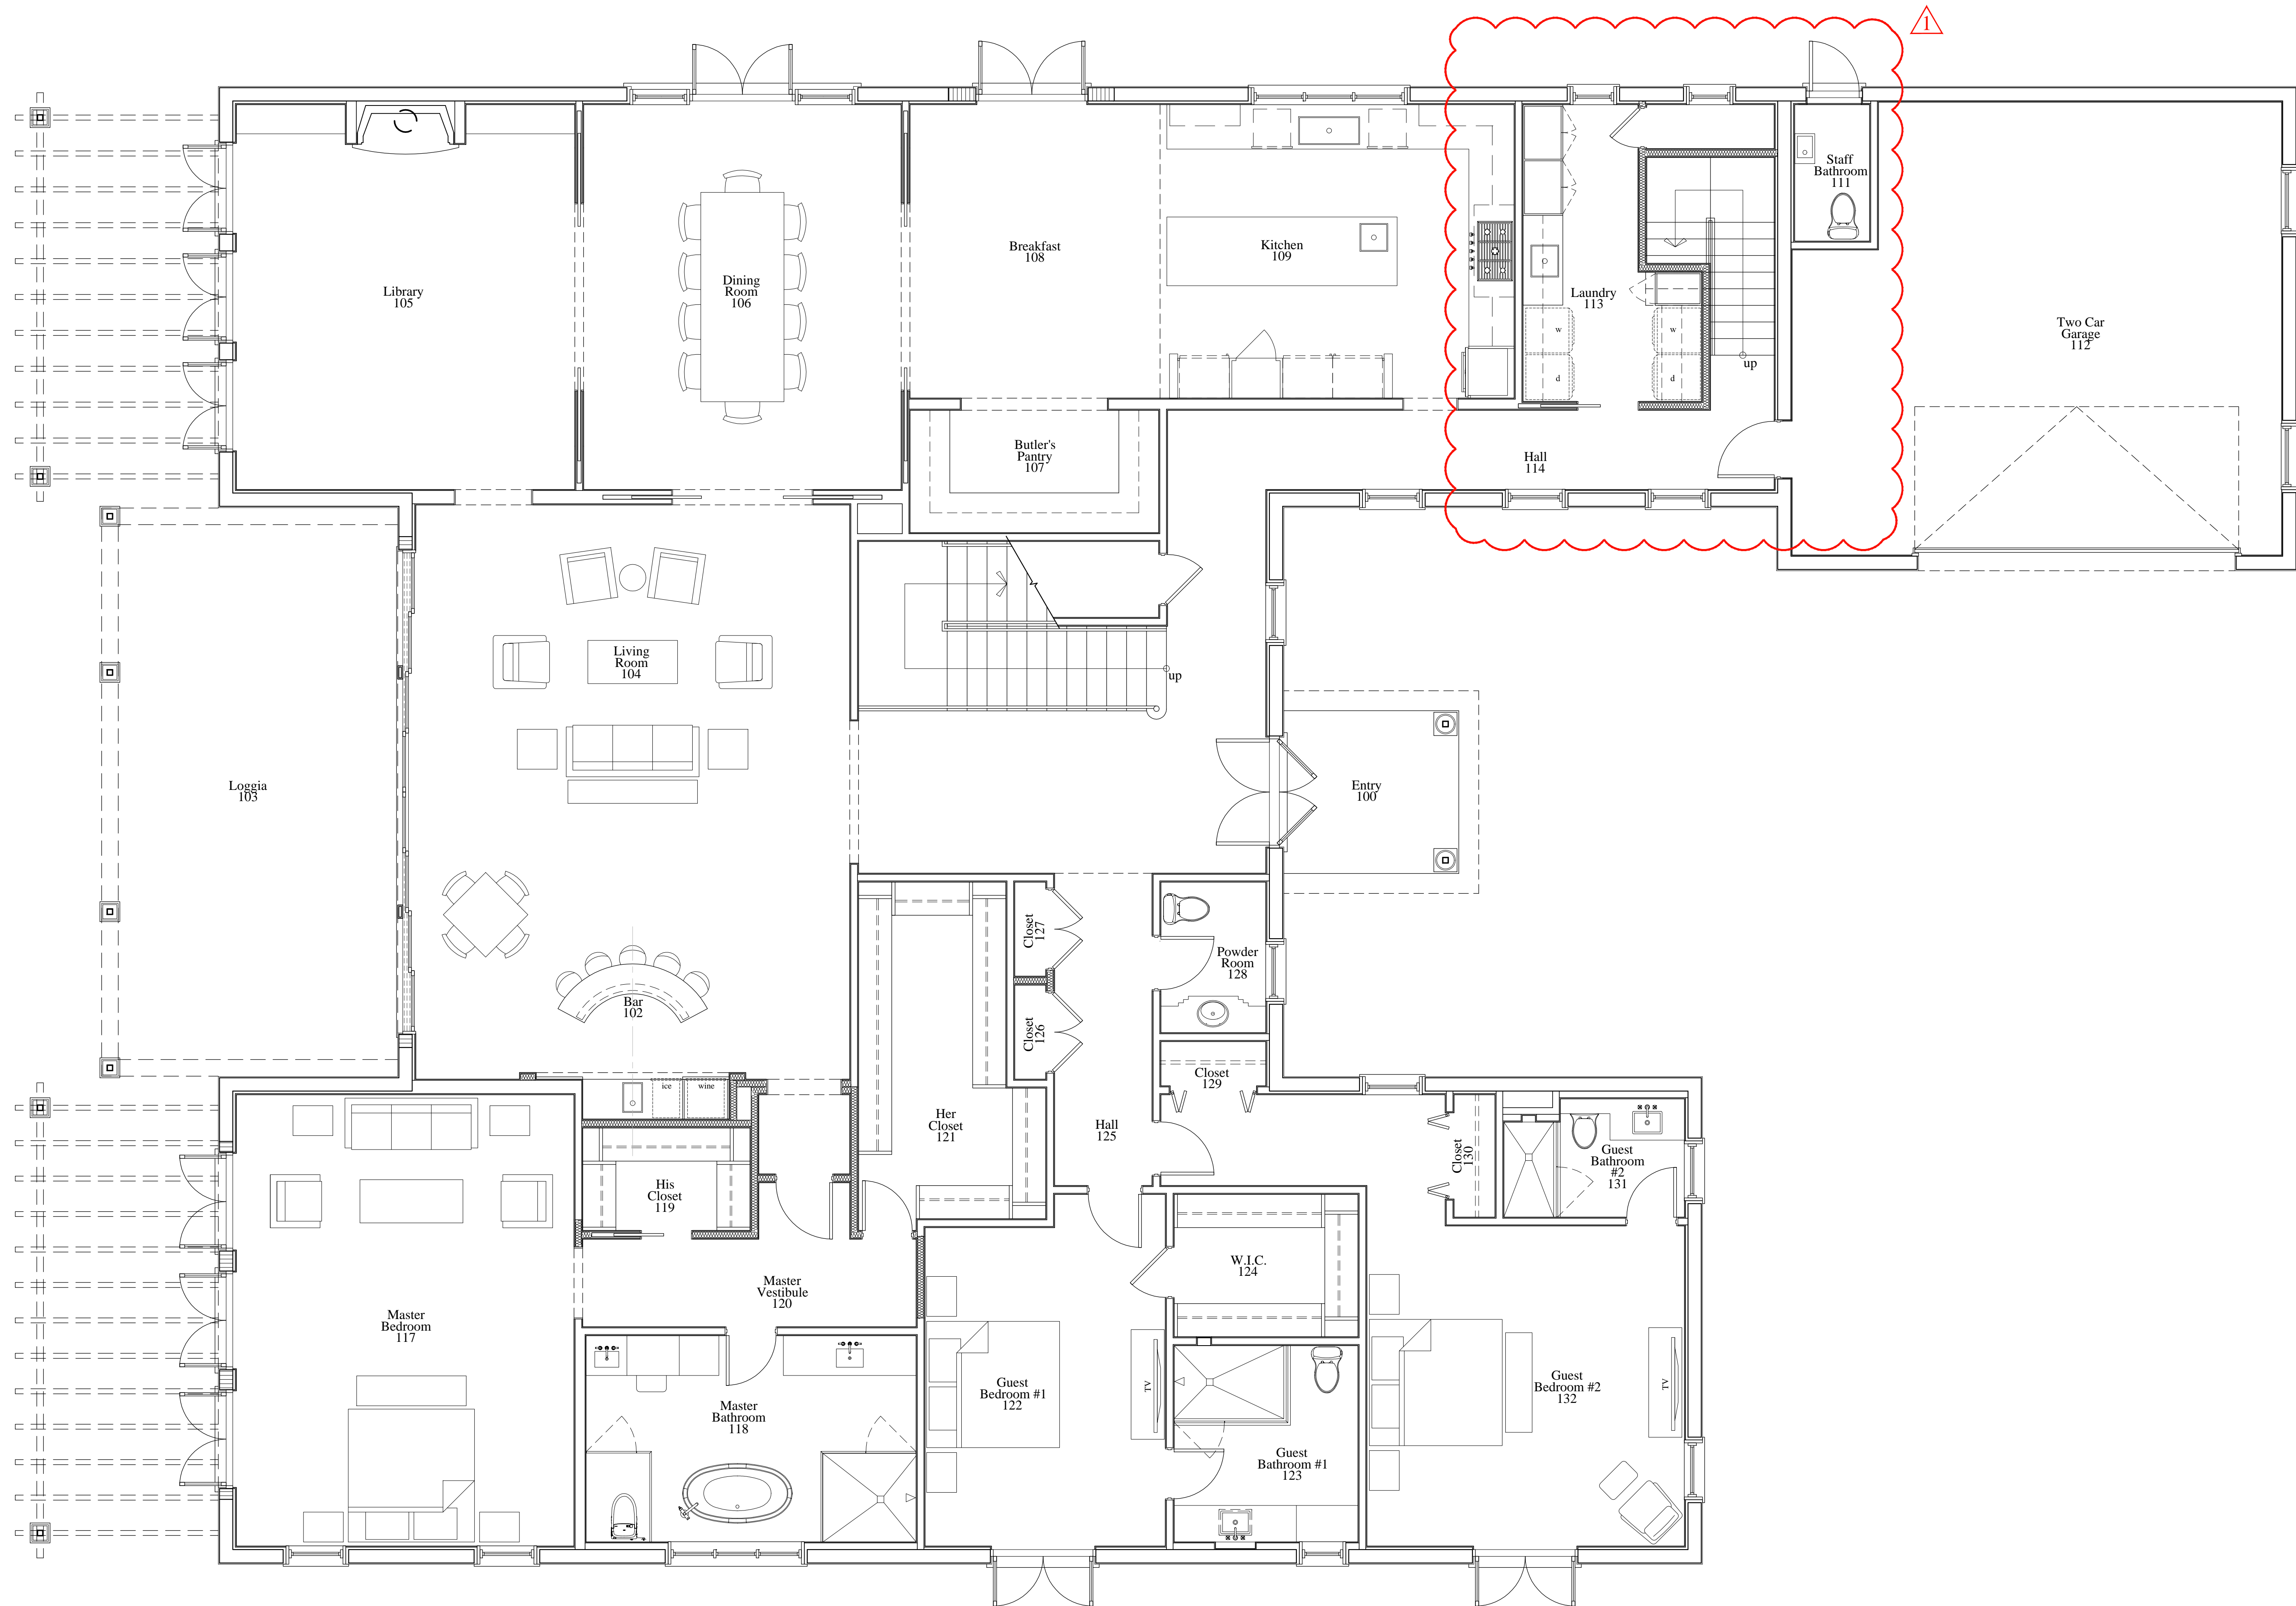 1
Staff
Bathroom
111
Breakfast
108
Kitchen
109
Dining
Room
106
Library
105
Laundry
113
w
w
d
d
up
Two Car
Garage
112
Butler's
Pantry
107
Hall
114
Living
Room
104
up
Loggia
103
Entry
100
Closet
127
Powder
Room
128
Bar
102
Closet
126
Closet
129
ice
wine
Her
Closet
121
Hall
125
Closet
130
Guest
Bathroom
#2
131
His
Closet
119
W.I.C.
124
Master
Vestibule
120
Master
Bedroom
117
Guest
Bedroom #1
122
TV
Guest
Bedroom #2
132
TV
Master
Bathroom
118
Guest
Bathroom #1
123